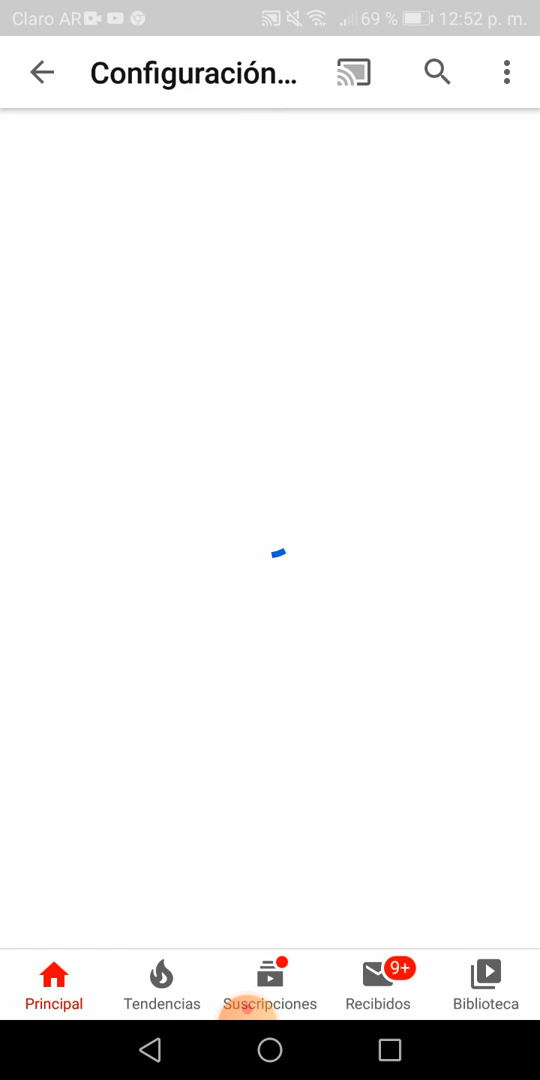 Claro AR 69 % 12:52 p. m.
Configuración...
9+
Principal Tendencias Suscripciones Recibidos Biblioteca